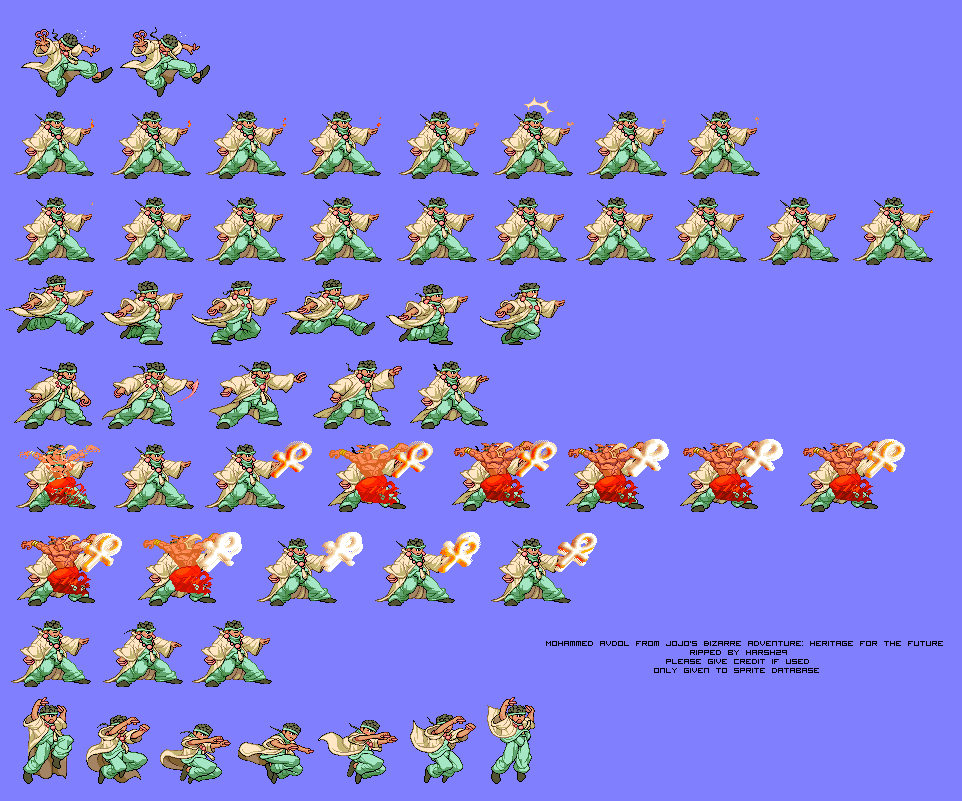 MOHAMMED AVDOL FROM JOJO'S BIZARRE ADVENTURE: HERITAGE FOR THE FUTURE
RIPPED BY HARSH29
PLEASE GIVE CREDIT IF USED
ONLY GIVEN TO SPRITE DATABASE